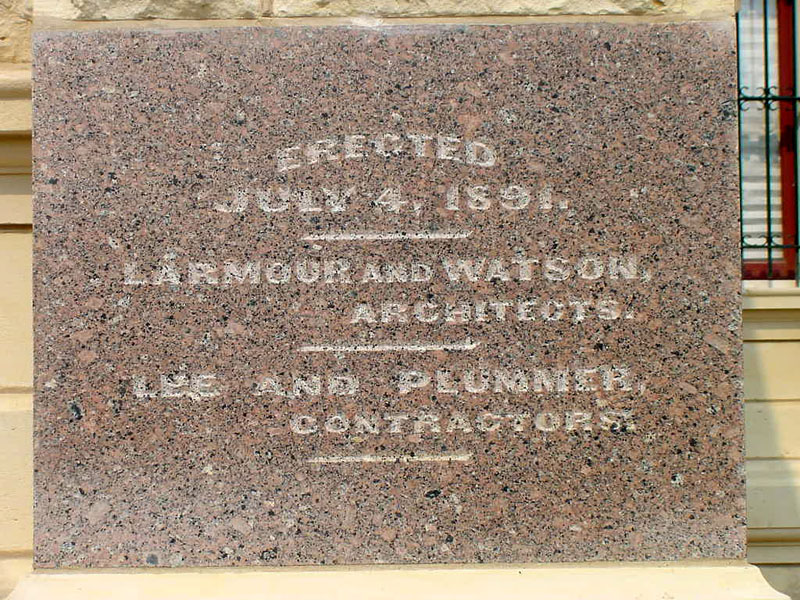 ERECTED
JULY 4, 1891.
LARMOUR AND WATSON,
ARCHITECTS.
LEE AND PLUMMER,
CONTRACTORS.